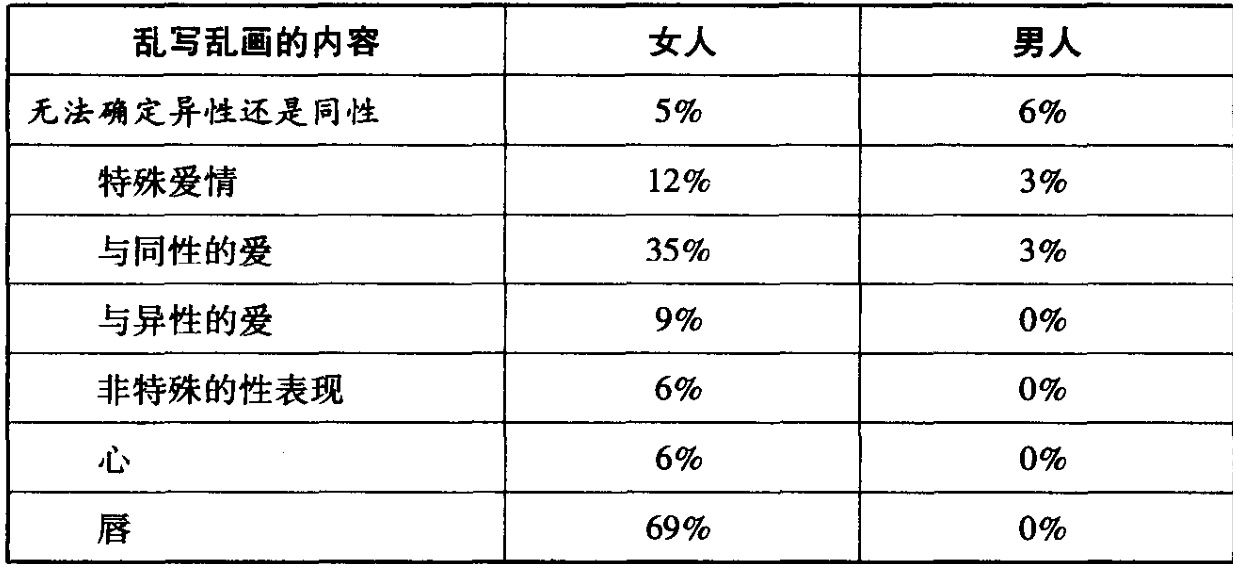 乱写乱画的内容 女人 男人
无法确定异性还是同性 5% 6%
特殊爱情 12% 3%
与同性的爱 35% 3%
与异性的爱 9% 0%
非特殊的性表现 6% 0%
心 6% 0%
唇 69% 0%